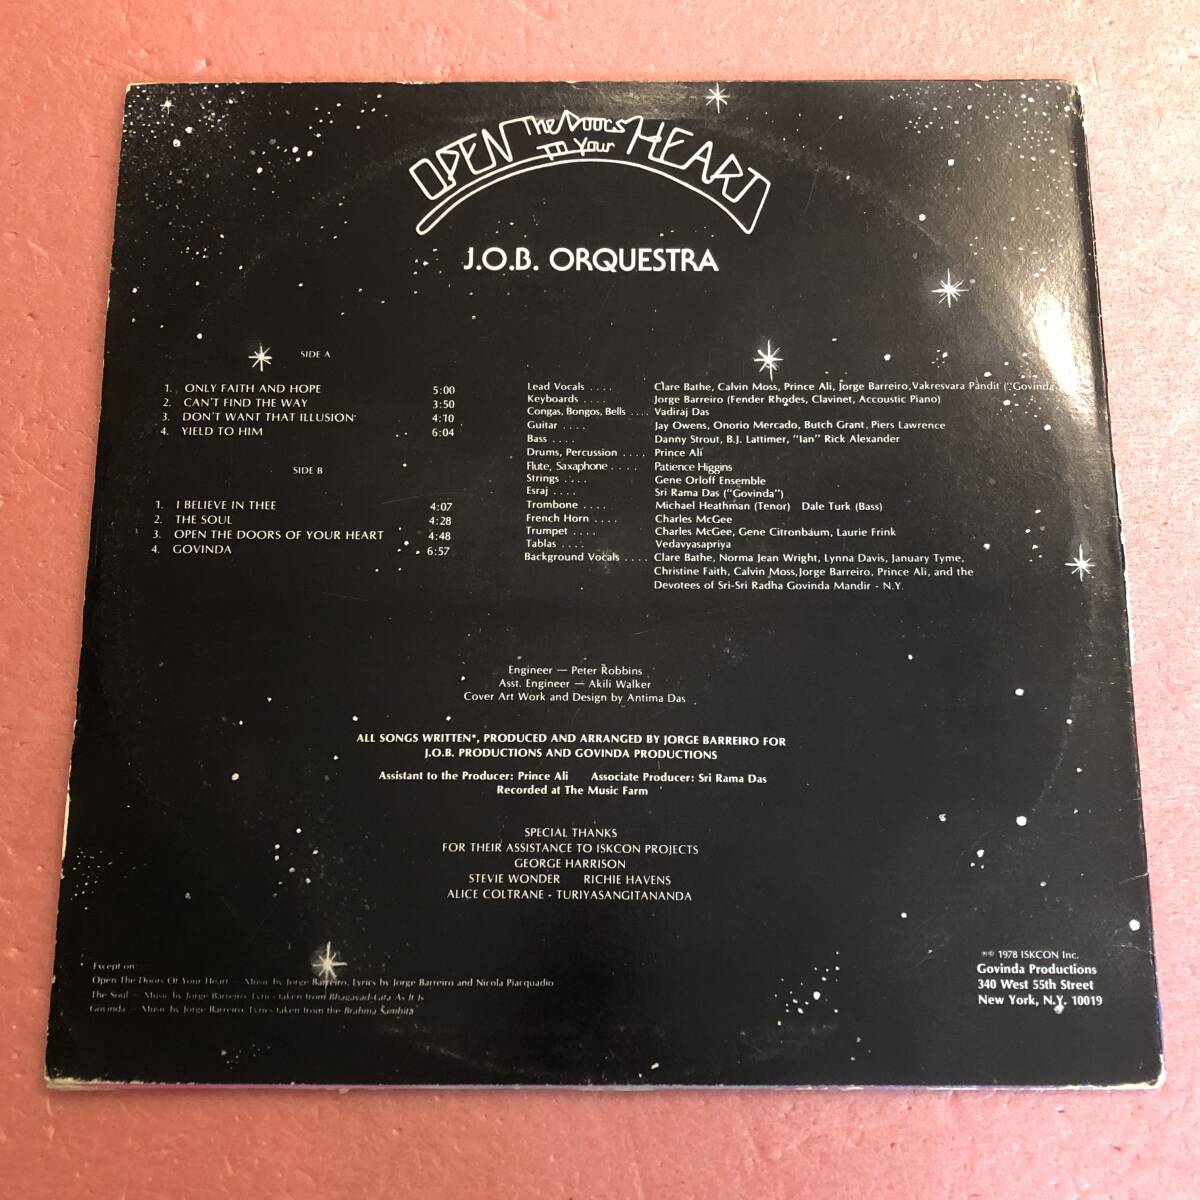 OPEN The Doors To Your HEART
J.O.B. ORQUESTRA
SIDE A
1. ONLY FAITH AND HOPE 5:00
2. CAN'T FIND THE WAY 3:50
3. DON'T WANT THAT ILLUSION 4:10
4. YIELD TO HIM 6:04
SIDE B
1. I BELIEVE IN THEE 4:07
2. THE SOUL 4:28
3. OPEN THE DOORS OF YOUR HEART 4:48
4. GOVINDA 6:57
Lead Vocals .... Clare Bathe, Calvin Moss, Prince Ali, Jorge Barreiro,Vakresvara Pandit ("Govinda
Keyboards .... Jorge Barreiro (Fender Rhodes, Clavinet, Accoustic Piano)
Congas, Bongos, Bells .... Vadiraj Das
Guitar .... Jay Owens, Onorio Mercado, Butch Grant, Piers Lawrence
Bass .... Danny Strout, B.J. Lattimer, "Ian" Rick Alexander
Drums, Percussion .... Prince Ali
Flute, Saxaphone .... Patience Higgins
Strings .... Gene Orloff Ensemble
Esraj .... Sri Rama Das ("Govinda")
Trombone .... Michael Heathman (Tenor) Dale Turk (Bass)
French Horn .... Charles McGee
Trumpet .... Charles McGee, Gene Citronbaum, Laurie Frink
Tablas .... Vedavyasapriya
Background Vocals .... Clare Bathe, Norma Jean Wright, Lynna Davis, January Tyme,
Christine Faith, Calvin Moss,Jorge Barreiro, Prince Ali, and the
Devotees of Sri-Sri Radha Govinda Mandir - N.Y.
Engineer — Peter Robbins
Asst. Engineer — Akili Walker
Cover Art Work and Design by Antima Das
ALL SONGS WRITTEN*, PRODUCED AND ARRANGED BY JORGE BARREIRO FOR
J.O.B. PRODUCTIONS AND GOVINDA PRODUCTIONS
Assistant to the Producer: Prince Ali Associate Producer: Sri Rama Das
Recorded at The Music Farm
SPECIAL THANKS
FOR THEIR ASSISTANCE TO ISKCON PROJECTS
GEORGE HARRISON
STEVIE WONDER RICHIE HAVENS
ALICE COLTRANE - TURIYASANGITANANDA
Except on:
Open The Doors Of Your Heart — Music by Jorge Barreiro, Lyrics by Jorge Barreiro and Nicola Piacquadio
The Soul — Music by Jorge Barreiro, Lyrics taken from Bhagavad-Gita As It Is
Govinda — Music by Jorge Barreiro, Lyrics taken from the Brahma Samhita
℗© 1978 ISKCON Inc.
Govinda Productions
340 West 55th Street
New York, N.Y. 10019